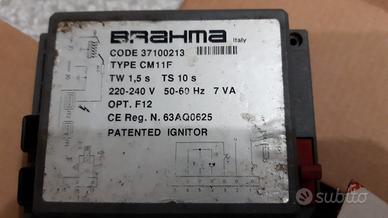 BRAHMA Italy
CODE 37100213
TYPE CM11F
TW 1,5 s TS 10 s
220-240 V 50-60 Hz 7 VA
OPT. F12
CE Reg. N. 63AQ0625
PATENTED IGNITOR
subito